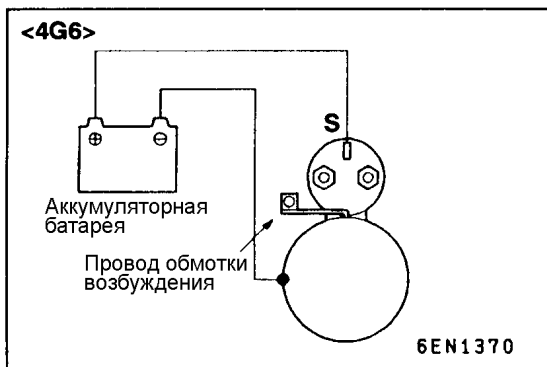 <4G6>
S
⊕ ⊖
Аккумуляторная
батарея
Провод обмотки
возбуждения
6EN1370